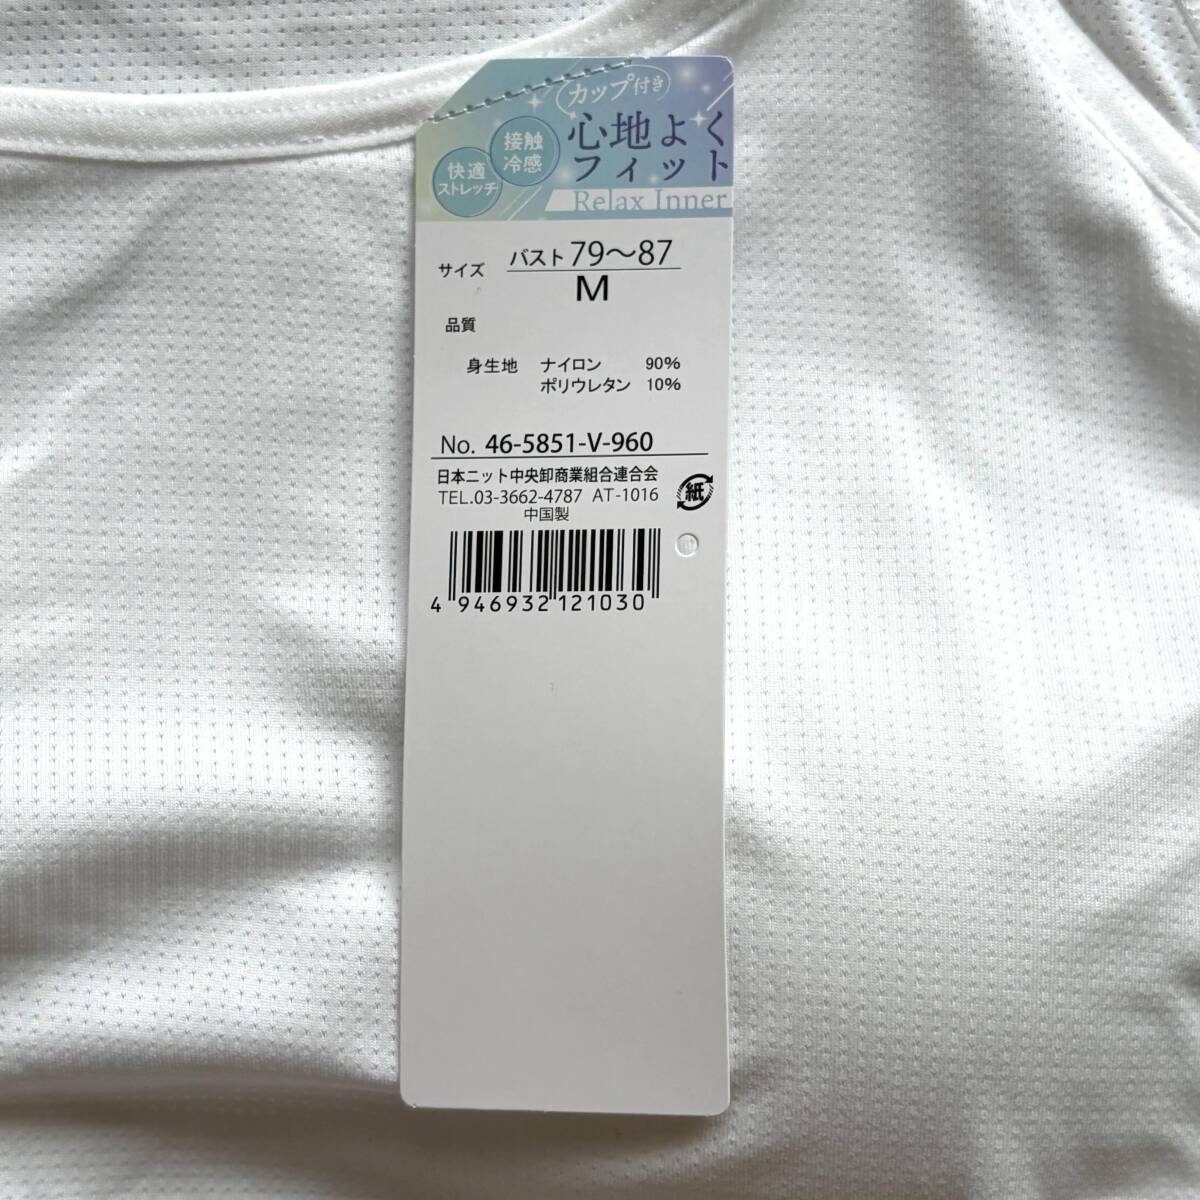 カップ付き
心地よく
フィット
接触
冷感
快適
ストレッチ
Relax Inner
サイズ バスト 79〜87
M
品質
身生地 ナイロン 90%
ポリウレタン 10%
No. 46-5851-V-960
日本ニット中央卸商業組合連合会
TEL.03-3662-4787 AT-1016
中国製
紙
4 946932 121030